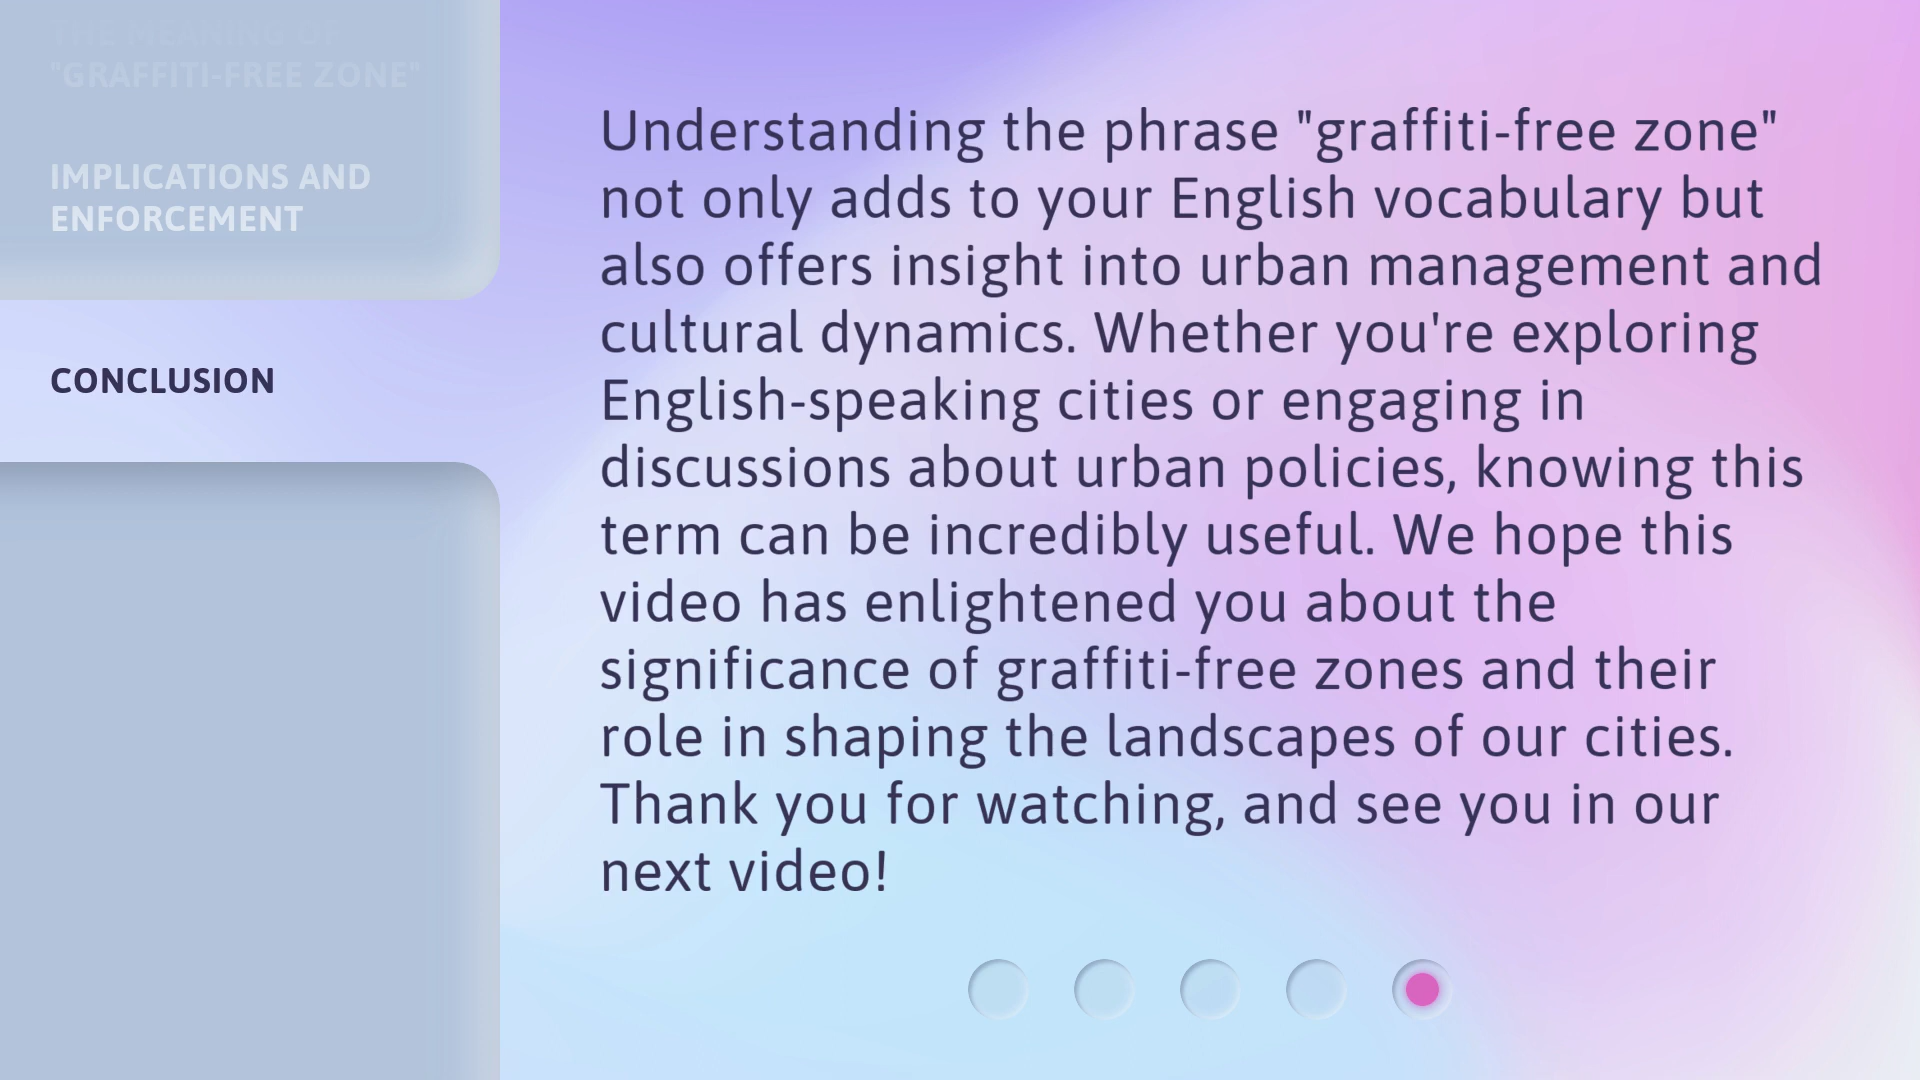 THE MEANING OF
"GRAFFITI-FREE ZONE"
IMPLICATIONS AND
ENFORCEMENT
CONCLUSION
Understanding the phrase "graffiti-free zone"
not only adds to your English vocabulary but
also offers insight into urban management and
cultural dynamics. Whether you're exploring
English-speaking cities or engaging in
discussions about urban policies, knowing this
term can be incredibly useful. We hope this
video has enlightened you about the
significance of graffiti-free zones and their
role in shaping the landscapes of our cities.
Thank you for watching, and see you in our
next video!